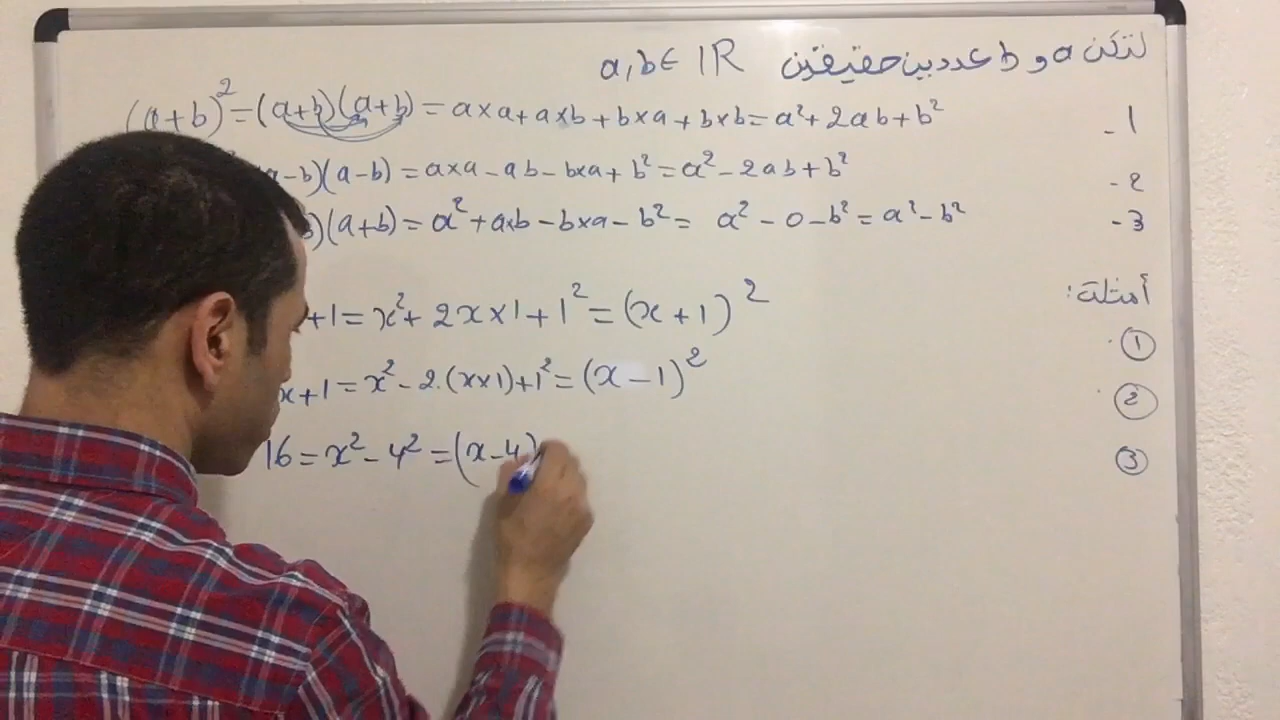 لتكن a و b عددين حقيقين a,b∈ IR
1- (a+b)²=(a+b)(a+b) = a×a+a×b+b×a+b×b=a²+2ab+b²
2- a-b)(a-b) = a×a-ab-b×a+b²=a²-2ab+b²
3- b)(a+b)= a²+a×b-b×a-b²= a²-0-b²=a²-b²
أمثلة:
① +1=x²+2x×1+1²=(x+1)²
② x+1=x²-2.(x×1)+1²=(x-1)²
③ 16=x²-4²=(x-4)